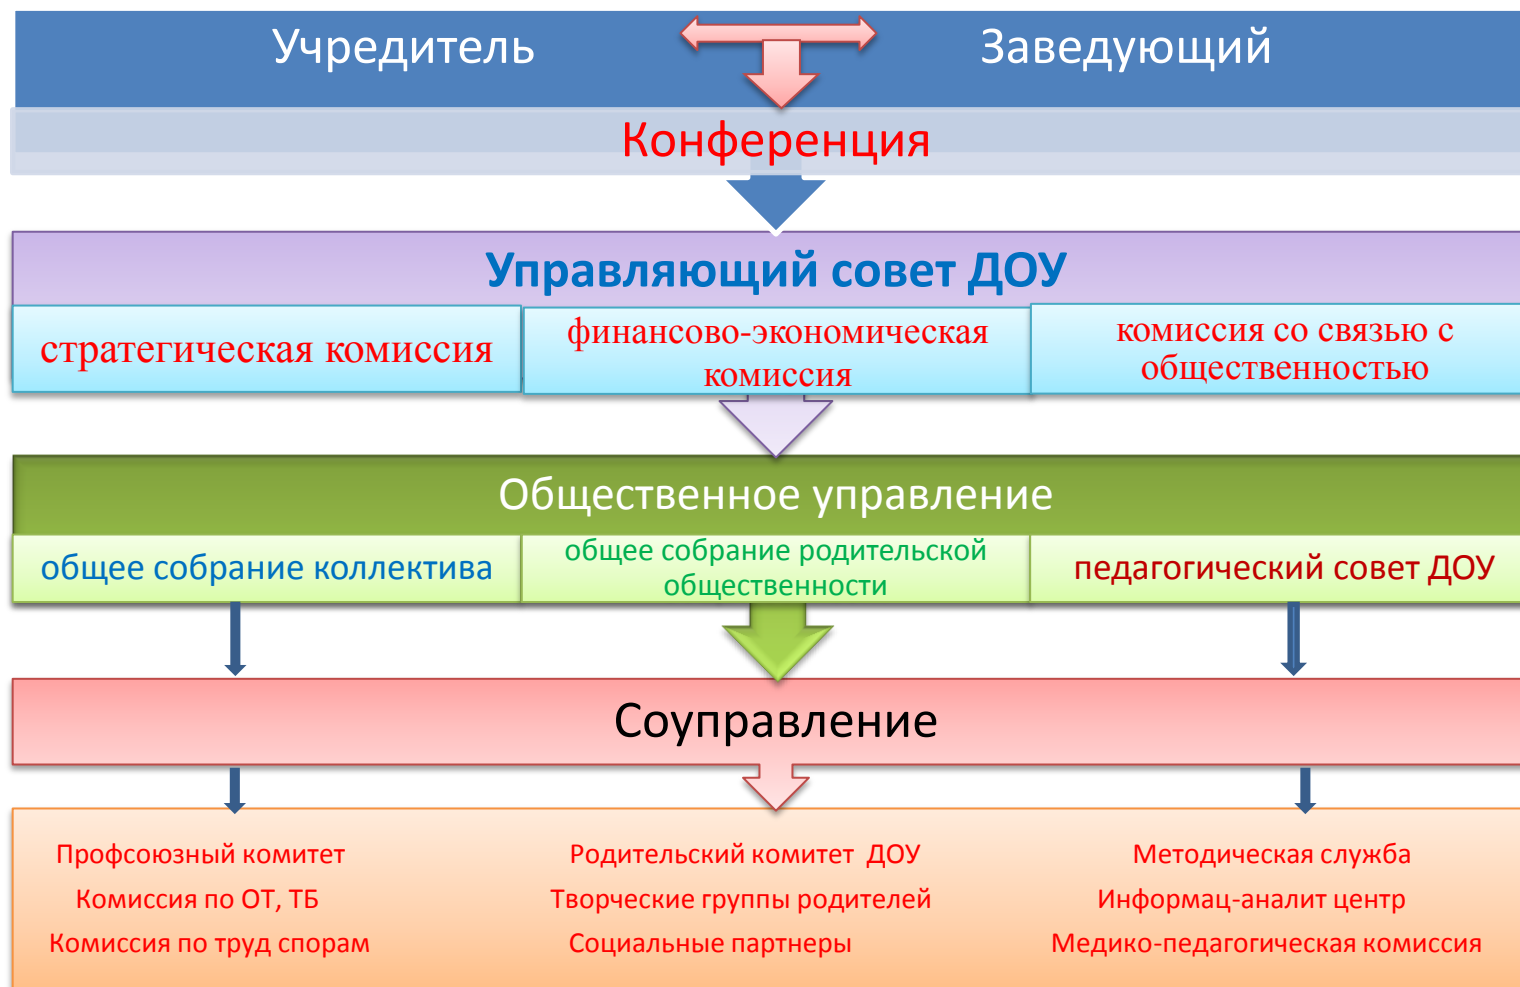 Учредитель Заведующий
Конференция
Управляющий совет ДОУ
стратегическая комиссия
финансово-экономическая
комиссия
комиссия со связью с
общественностью
Общественное управление
общее собрание коллектива
общее собрание родительской
общественности
педагогический совет ДОУ
Соуправление
Профсоюзный комитет
Комиссия по ОТ, ТБ
Комиссия по труд спорам
Родительский комитет ДОУ
Творческие группы родителей
Социальные партнеры
Методическая служба
Информац-аналит центр
Медико-педагогическая комиссия